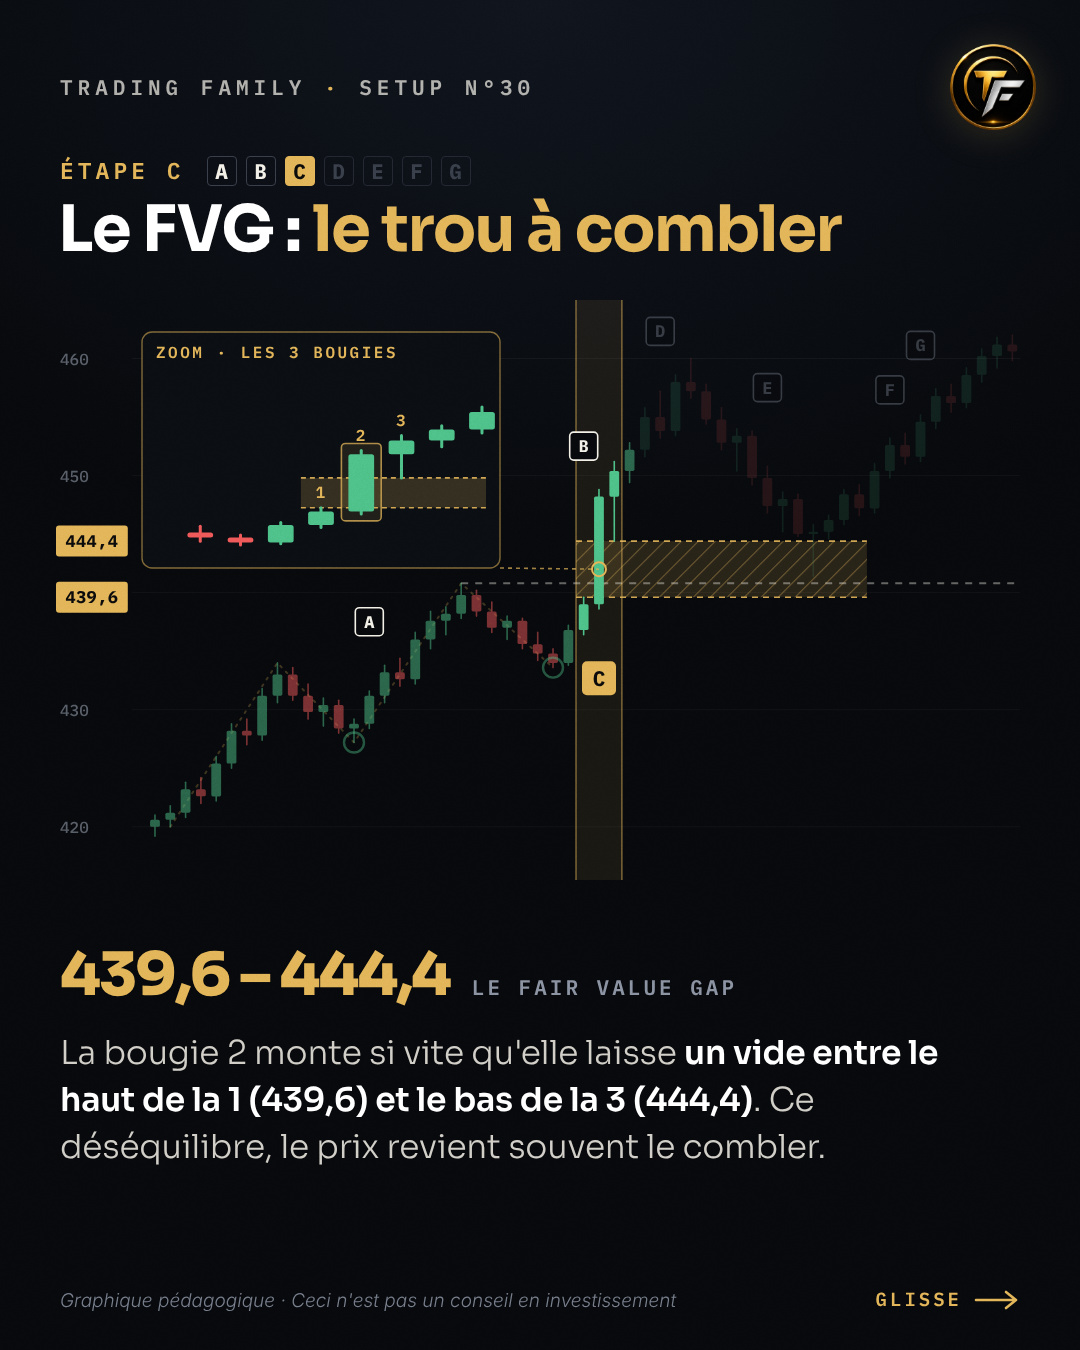 TRADING FAMILY · SETUP N°30
TF
ÉTAPE C A B C D E F G
Le FVG : le trou à combler
ZOOM · LES 3 BOUGIES
1
2
3
460
450
444,4
439,6
430
420
A
B
C
D
E
F
G
439,6 – 444,4 LE FAIR VALUE GAP
La bougie 2 monte si vite qu'elle laisse un vide entre le
haut de la 1 (439,6) et le bas de la 3 (444,4). Ce
déséquilibre, le prix revient souvent le combler.
Graphique pédagogique · Ceci n'est pas un conseil en investissement
GLISSE →